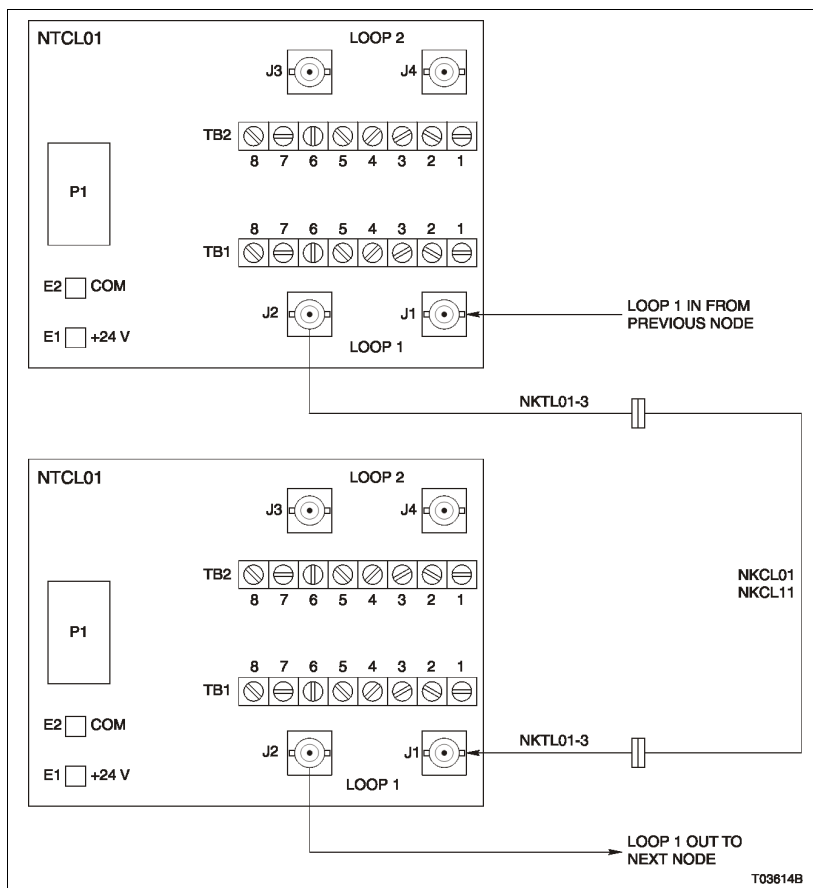 NTCL01
LOOP 2
J3
J4
TB2
8 7 6 5 4 3 2 1
P1
8 7 6 5 4 3 2 1
TB1
E2 COM
J2
J1
LOOP 1 IN FROM
PREVIOUS NODE
E1 +24 V
LOOP 1
NKTL01-3
NTCL01
LOOP 2
J3
J4
TB2
8 7 6 5 4 3 2 1
NKCL01
NKCL11
P1
8 7 6 5 4 3 2 1
TB1
E2 COM
J2
J1
NKTL01-3
E1 +24 V
LOOP 1
LOOP 1 OUT TO
NEXT NODE
T03614B